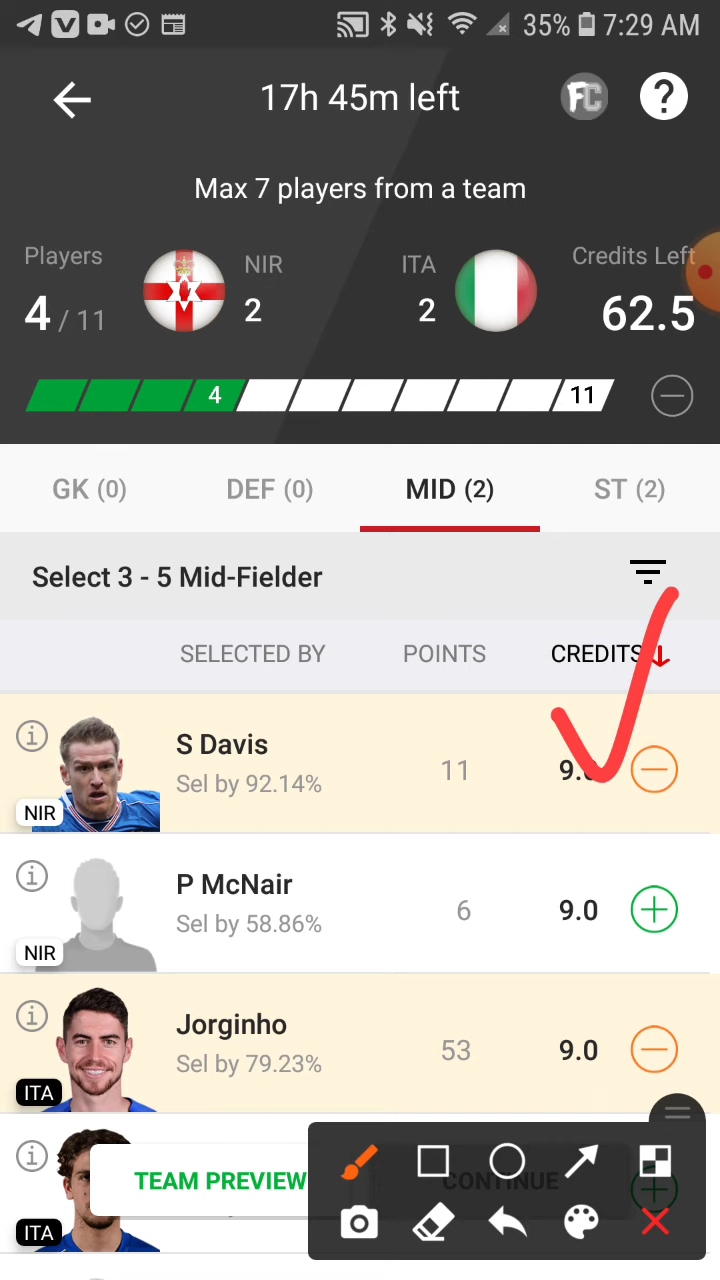 35% 7:29 AM
17h 45m left
FC
?
Max 7 players from a team
Players
NIR
ITA
Credits Left
4 / 11
2
2
62.5
4
11
GK (0)
DEF (0)
MID (2)
ST (2)
Select 3 - 5 Mid-Fielder
SELECTED BY
POINTS
CREDITS
S Davis
Sel by 92.14%
11
9.0
NIR
P McNair
Sel by 58.86%
6
9.0
NIR
Jorginho
Sel by 79.23%
53
9.0
ITA
TEAM PREVIEW
CONTINUE
ITA